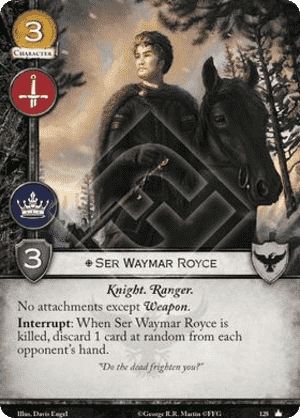 3
CHARACTER
3
SER WAYMAR ROYCE
Knight. Ranger.
No attachments except Weapon.
Interrupt: When Ser Waymar Royce is
killed, discard 1 card at random from each
opponent's hand.
"Do the dead frighten you?"
Illus. Davis Engel ©George R.R. Martin ©FFG 128